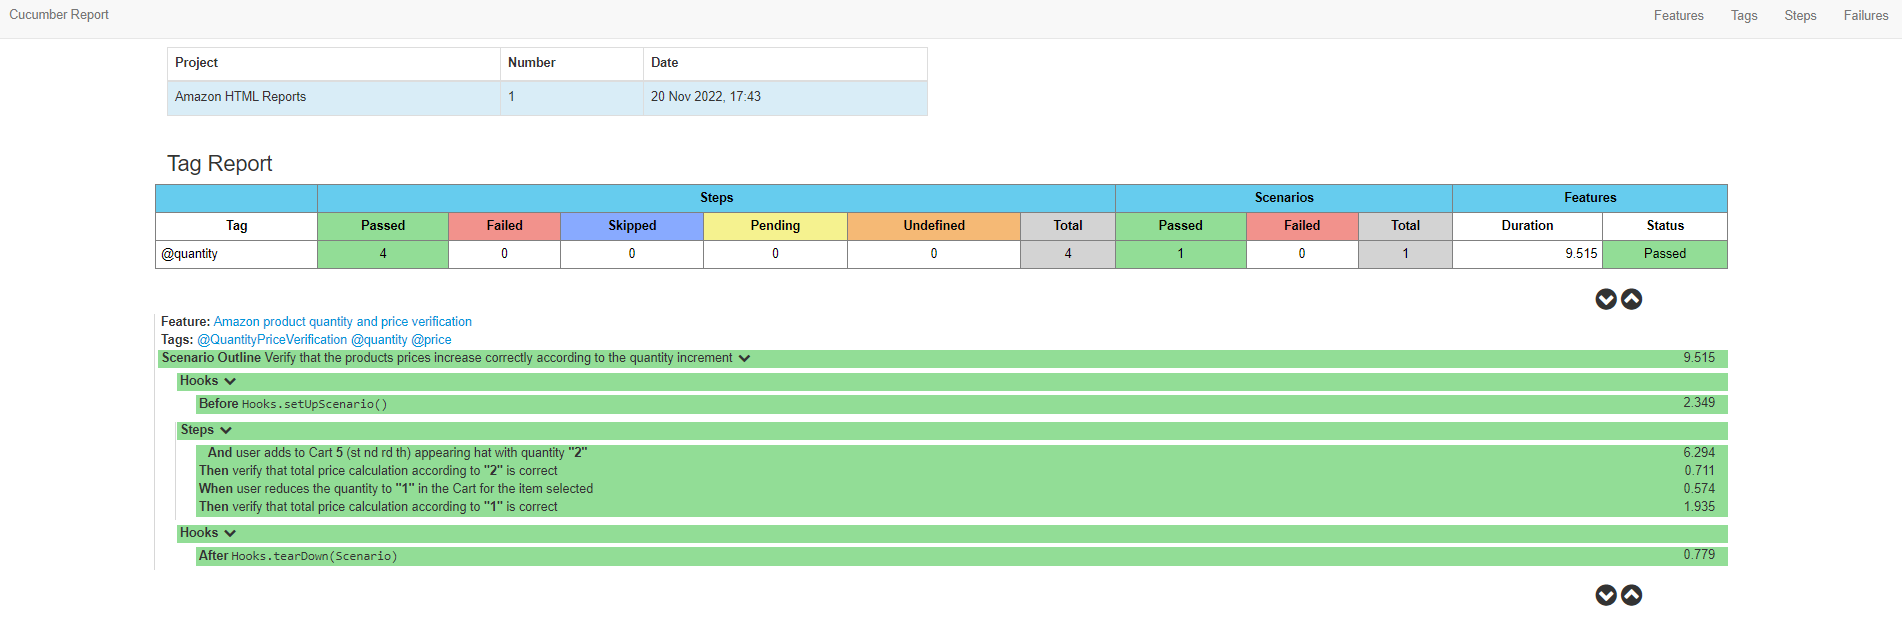 Cucumber Report Features Tags Steps Failures
Project Number Date
Amazon HTML Reports 1 20 Nov 2022, 17:43
Tag Report
Steps Scenarios Features
Tag Passed Failed Skipped Pending Undefined Total Passed Failed Total Duration Status
@quantity 4 0 0 0 0 4 1 0 1 9.515 Passed
Feature: Amazon product quantity and price verification
Tags: @QuantityPriceVerification @quantity @price
Scenario Outline Verify that the products prices increase correctly according to the quantity increment 9.515
Hooks
Before Hooks.setUpScenario() 2.349
Steps
And user adds to Cart 5 (st nd rd th) appearing hat with quantity "2" 6.294
Then verify that total price calculation according to "2" is correct 0.711
When user reduces the quantity to "1" in the Cart for the item selected 0.574
Then verify that total price calculation according to "1" is correct 1.935
Hooks
After Hooks.tearDown(Scenario) 0.779